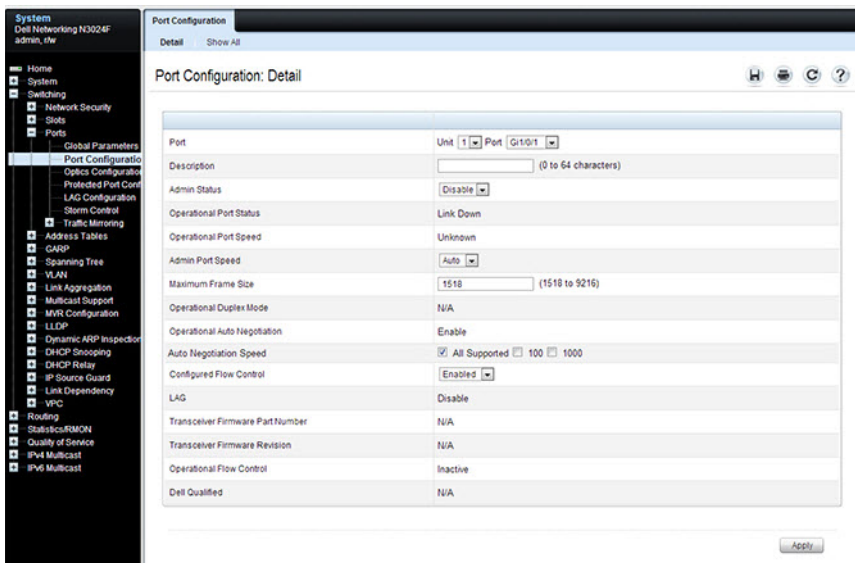 System
Dell Networking N3024F
admin, r/w
Home
System
Switching
Network Security
Slots
Ports
Global Parameters
Port Configuratio
Optics Configuration
Protected Port Conf
LAG Configuration
Storm Control
Traffic Mirroring
Address Tables
GARP
Spanning Tree
VLAN
Link Aggregation
Multicast Support
MVR Configuration
LLDP
Dynamic ARP Inspection
DHCP Snooping
DHCP Relay
IP Source Guard
Link Dependency
VPC
Routing
Statistics/RMON
Quality of Service
IPv4 Multicast
IPv6 Multicast
Port Configuration
Detail Show All
Port Configuration: Detail
Port Unit 1 Port Gi1/0/1
Description (0 to 64 characters)
Admin Status Disable
Operational Port Status Link Down
Operational Port Speed Unknown
Admin Port Speed Auto
Maximum Frame Size 1518 (1518 to 9216)
Operational Duplex Mode N/A
Operational Auto Negotiation Enable
Auto Negotiation Speed All Supported 100 1000
Configured Flow Control Enabled
LAG Disable
Transceiver Firmware Part Number N/A
Transceiver Firmware Revision N/A
Operational Flow Control Inactive
Dell Qualified N/A
Apply